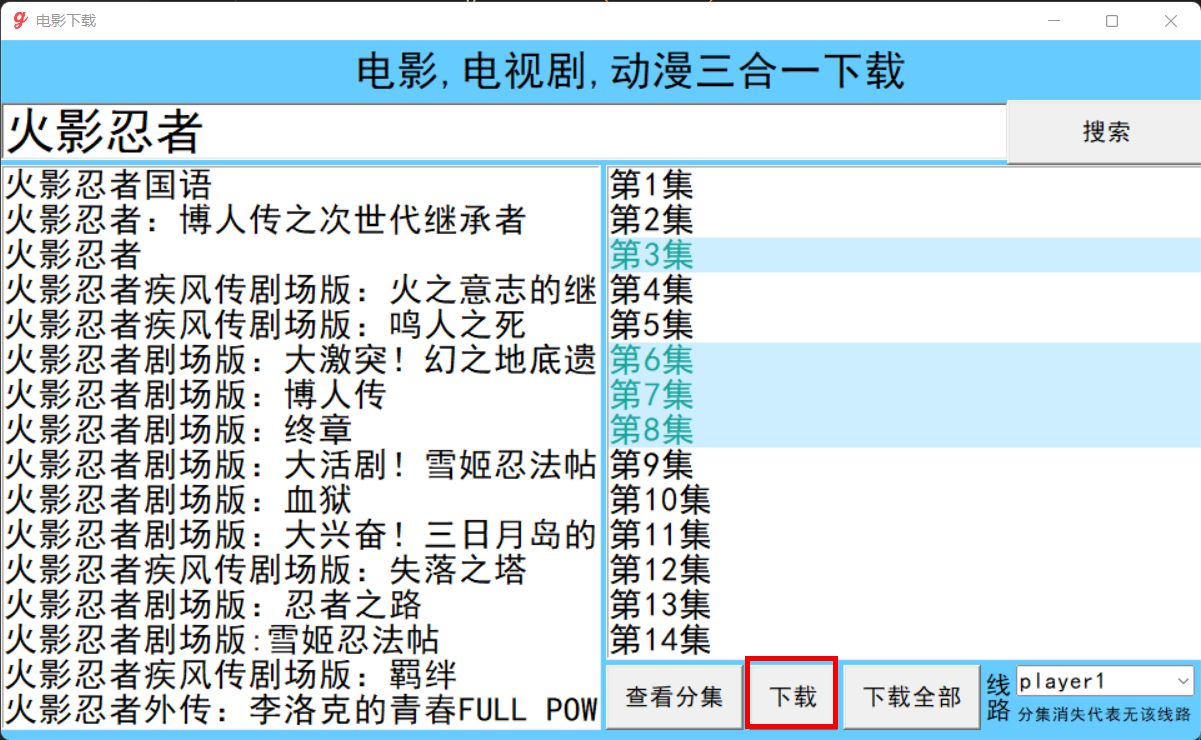 电影下载
电影,电视剧,动漫三合一下载
火影忍者
搜索
火影忍者国语
火影忍者：博人传之次世代继承者
火影忍者
火影忍者疾风传剧场版：火之意志的继
火影忍者疾风传剧场版：鸣人之死
火影忍者剧场版：大激突！幻之地底遗
火影忍者剧场版：博人传
火影忍者剧场版：终章
火影忍者剧场版：大活剧！雪姬忍法帖
火影忍者剧场版：血狱
火影忍者剧场版：大兴奋！三日月岛的
火影忍者疾风传剧场版：失落之塔
火影忍者剧场版：忍者之路
火影忍者剧场版:雪姬忍法帖
火影忍者疾风传剧场版：羁绊
火影忍者外传：李洛克的青春FULL POW
第1集
第2集
第3集
第4集
第5集
第6集
第7集
第8集
第9集
第10集
第11集
第12集
第13集
第14集
查看分集
下载
下载全部
线路
player1
分集消失代表无该线路